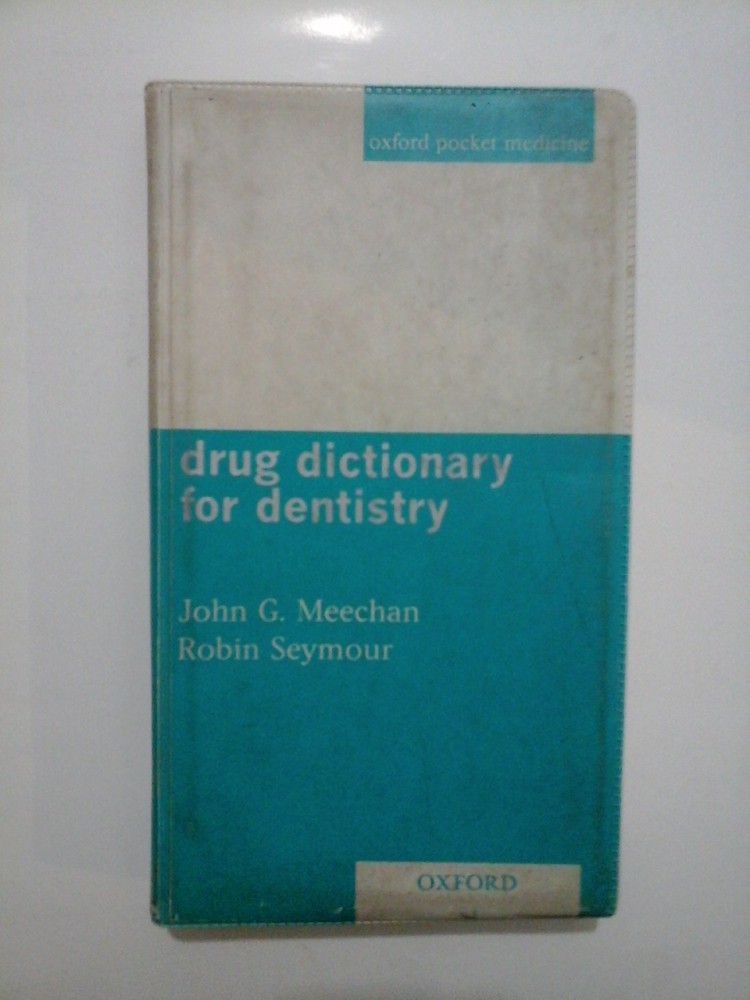 oxford pocket medicine
drug dictionary
for dentistry
John G. Meechan
Robin Seymour
OXFORD